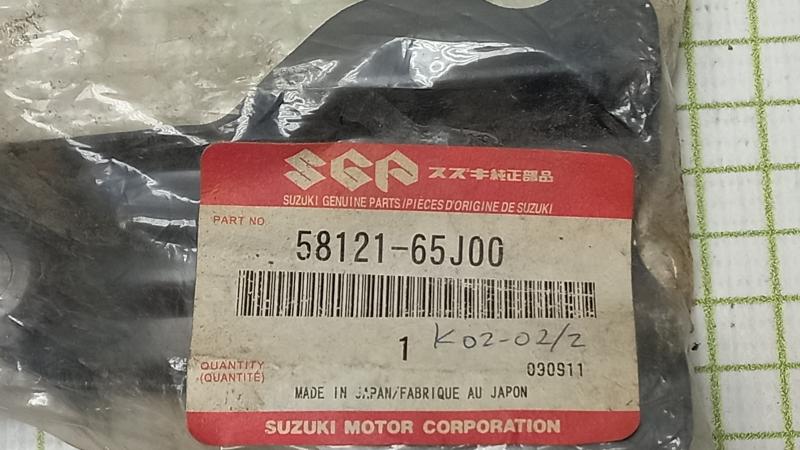 SGP スズキ純正部品
SUZUKI GENUINE PARTS/PIÈCES D'ORIGINE DE SUZUKI
PART NO
58121-65J00
1 K02-02/2
QUANTITY
(QUANTITÉ)
090911
MADE IN JAPAN/FABRIQUE AU JAPON
SUZUKI MOTOR CORPORATION